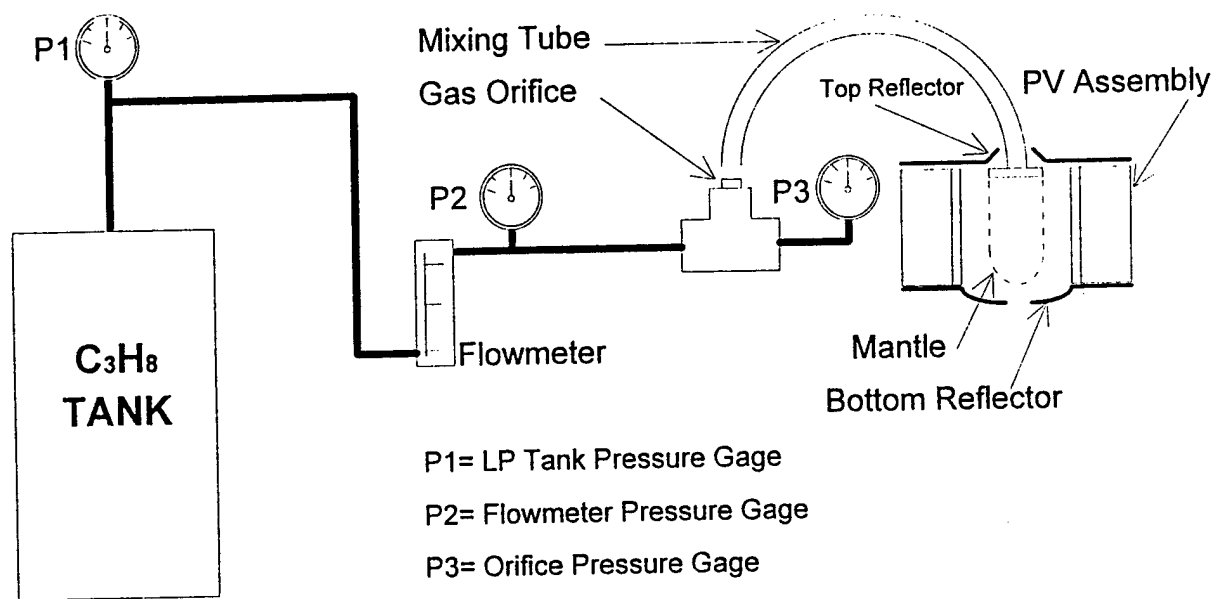 P1
Mixing Tube
Gas Orifice
Top Reflector
PV Assembly
P2
P3
C₃H₈
TANK
Flowmeter
Mantle
Bottom Reflector
P1= LP Tank Pressure Gage
P2= Flowmeter Pressure Gage
P3= Orifice Pressure Gage